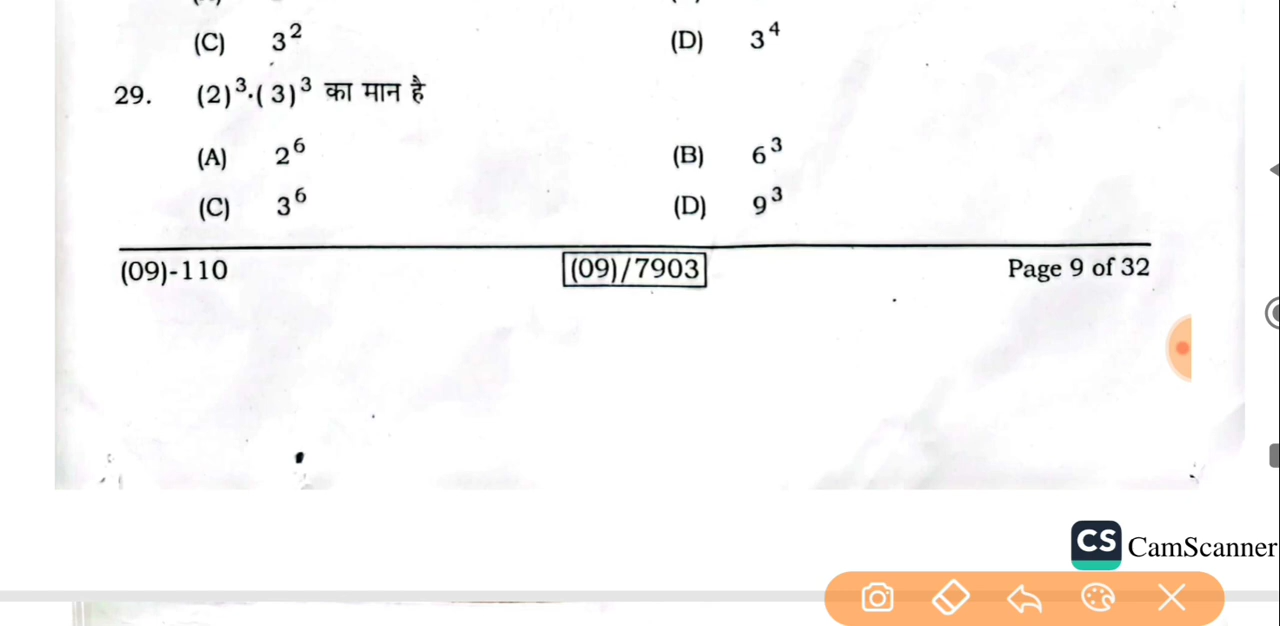 (C) 3² (D) 3⁴
29. (2)³·( 3)³ का मान है
(A) 2⁶ (B) 6³
(C) 3⁶ (D) 9³
(09)-110 (09)/7903 Page 9 of 32
CS CamScanner